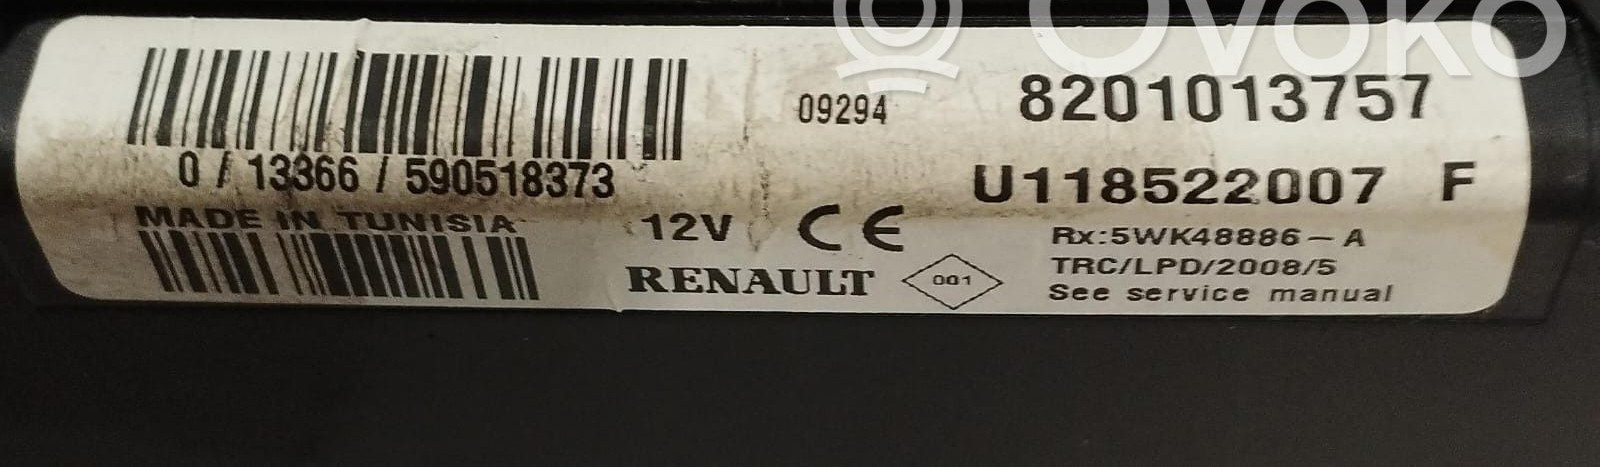 Ovoko
09294 8201013757
0 / 13366 / 590518373 U118522007 F
MADE IN TUNISIA 12V CE Rx:5WK48886-A
RENAULT 001 TRC/LPD/2008/5
See service manual